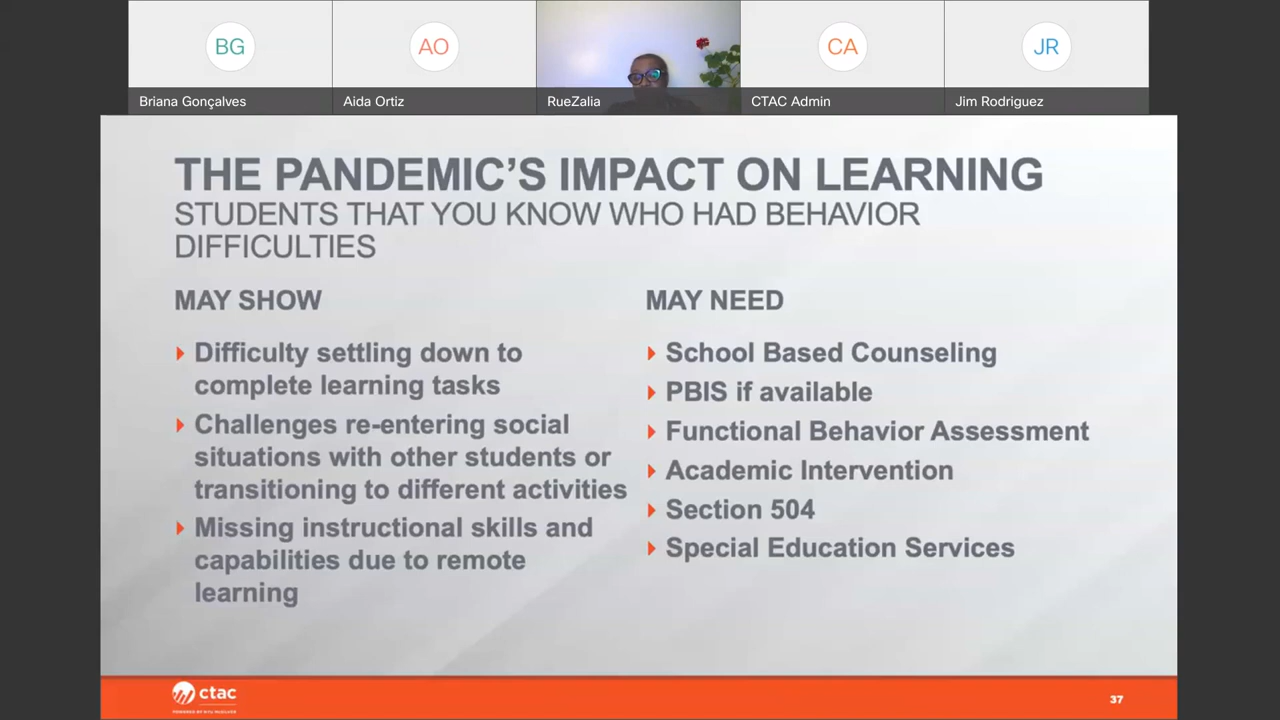 BG
AO
CA
JR
Briana Gonçalves
Aida Ortiz
RueZalia
CTAC Admin
Jim Rodriguez
THE PANDEMIC’S IMPACT ON LEARNING
STUDENTS THAT YOU KNOW WHO HAD BEHAVIOR
DIFFICULTIES
MAY SHOW
Difficulty settling down to
complete learning tasks
Challenges re-entering social
situations with other students or
transitioning to different activities
Missing instructional skills and
capabilities due to remote
learning
MAY NEED
School Based Counseling
PBIS if available
Functional Behavior Assessment
Academic Intervention
Section 504
Special Education Services
ctac
POWERED BY NYU MCSILVER
37